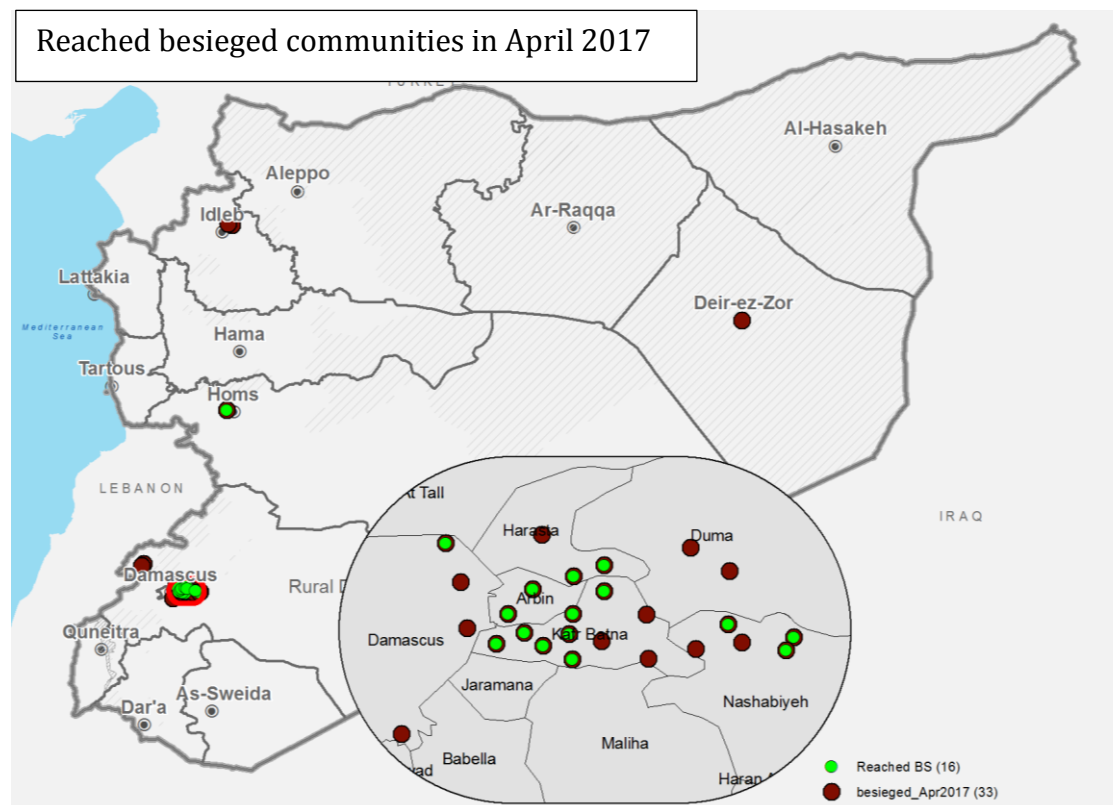 Reached besieged communities in April 2017
Al-Hasakeh
Aleppo
Idleb
Ar-Raqqa
Lattakia
Deir-ez-Zor
Mediterranean
Sea
Hama
Tartous
Homs
LEBANON
IRAQ
At Tall
Harasta
Duma
Damascus
Rural D
Arbin
Quneitra
Damascus
Kafr Batna
Jaramana
As-Sweida
Nashabiyeh
Dar'a
Babella
Maliha
Reached BS (16)
besieged_Apr2017 (33)